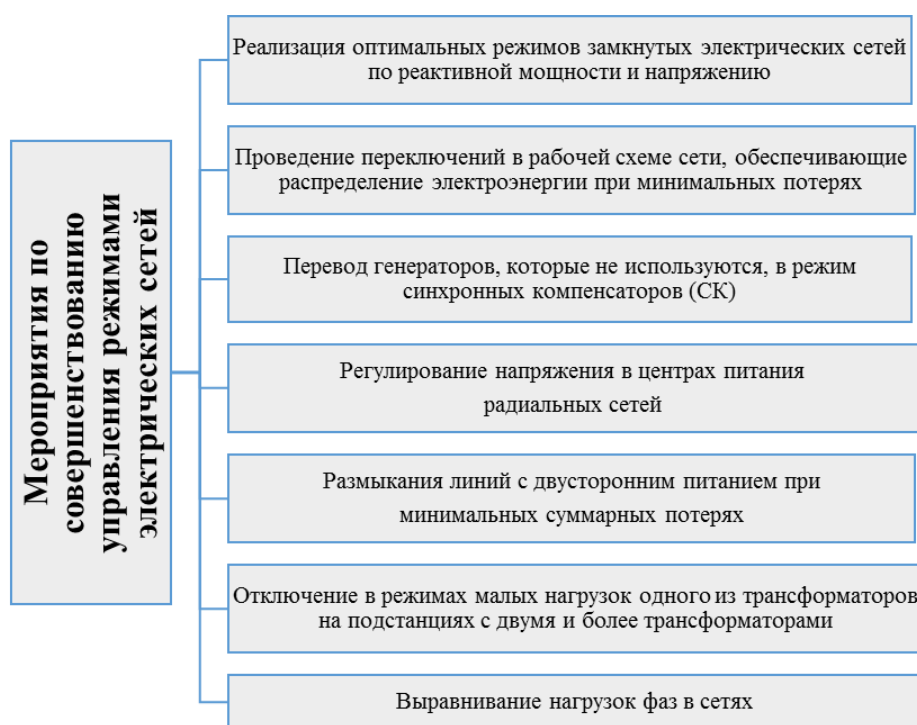 Мероприятия по
совершенствованию
управления режимами
электрических сетей
Реализация оптимальных режимов замкнутых электрических сетей
по реактивной мощности и напряжению
Проведение переключений в рабочей схеме сети, обеспечивающие
распределение электроэнергии при минимальных потерях
Перевод генераторов, которые не используются, в режим
синхронных компенсаторов (СК)
Регулирование напряжения в центрах питания
радиальных сетей
Размыкания линий с двусторонним питанием при
минимальных суммарных потерях
Отключение в режимах малых нагрузок одного из трансформаторов
на подстанциях с двумя и более трансформаторами
Выравнивание нагрузок фаз в сетях